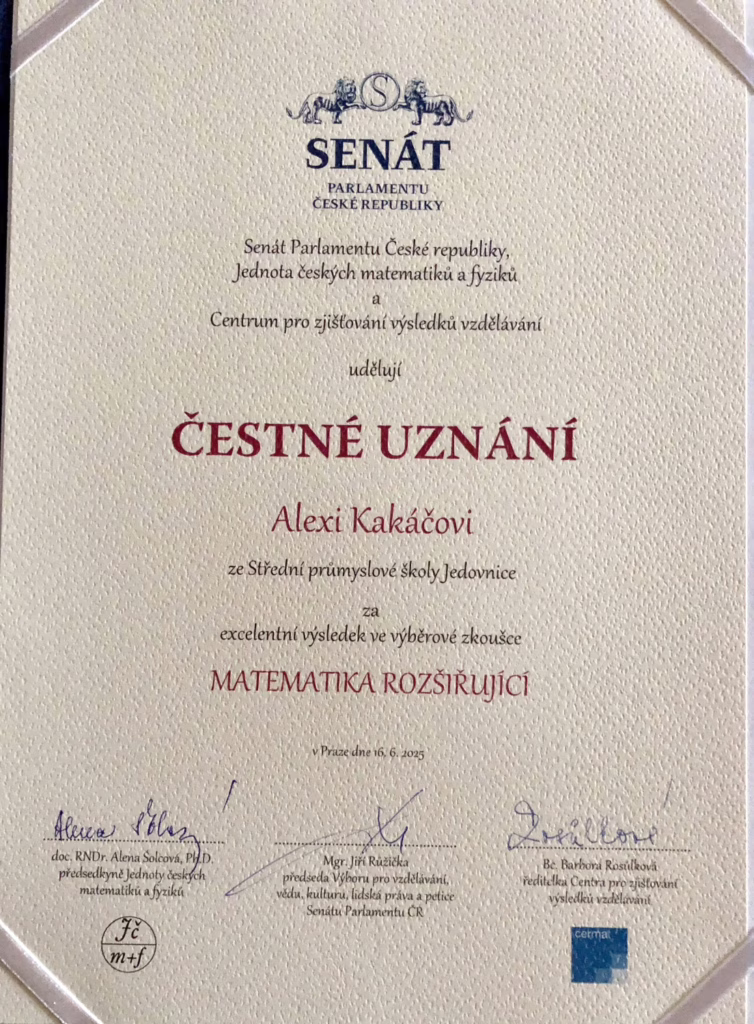 S
SENÁT
PARLAMENTU
ČESKÉ REPUBLIKY
Senát Parlamentu České republiky,
Jednota českých matematiků a fyziků
a
Centrum pro zjišťování výsledků vzdělávání
udělují
ČESTNÉ UZNÁNÍ
Alexi Kakáčovi
ze Střední průmyslové školy Jedovnice
za
excelentní výsledek ve výběrové zkoušce
MATEMATIKA ROZŠIŘUJÍCÍ
v Praze dne 16. 6. 2025
doc. RNDr. Alena Šolcová, Ph.D.
předsedkyně Jednoty českých
matematiků a fyziků
Mgr. Jiří Růžička
předseda Výboru pro vzdělávání,
vědu, kulturu, lidská práva a petice
Senátu Parlamentu ČR
Bc. Barbora Rosůlková
ředitelka Centra pro zjišťování
výsledků vzdělávání
Jč
m+f
cermat